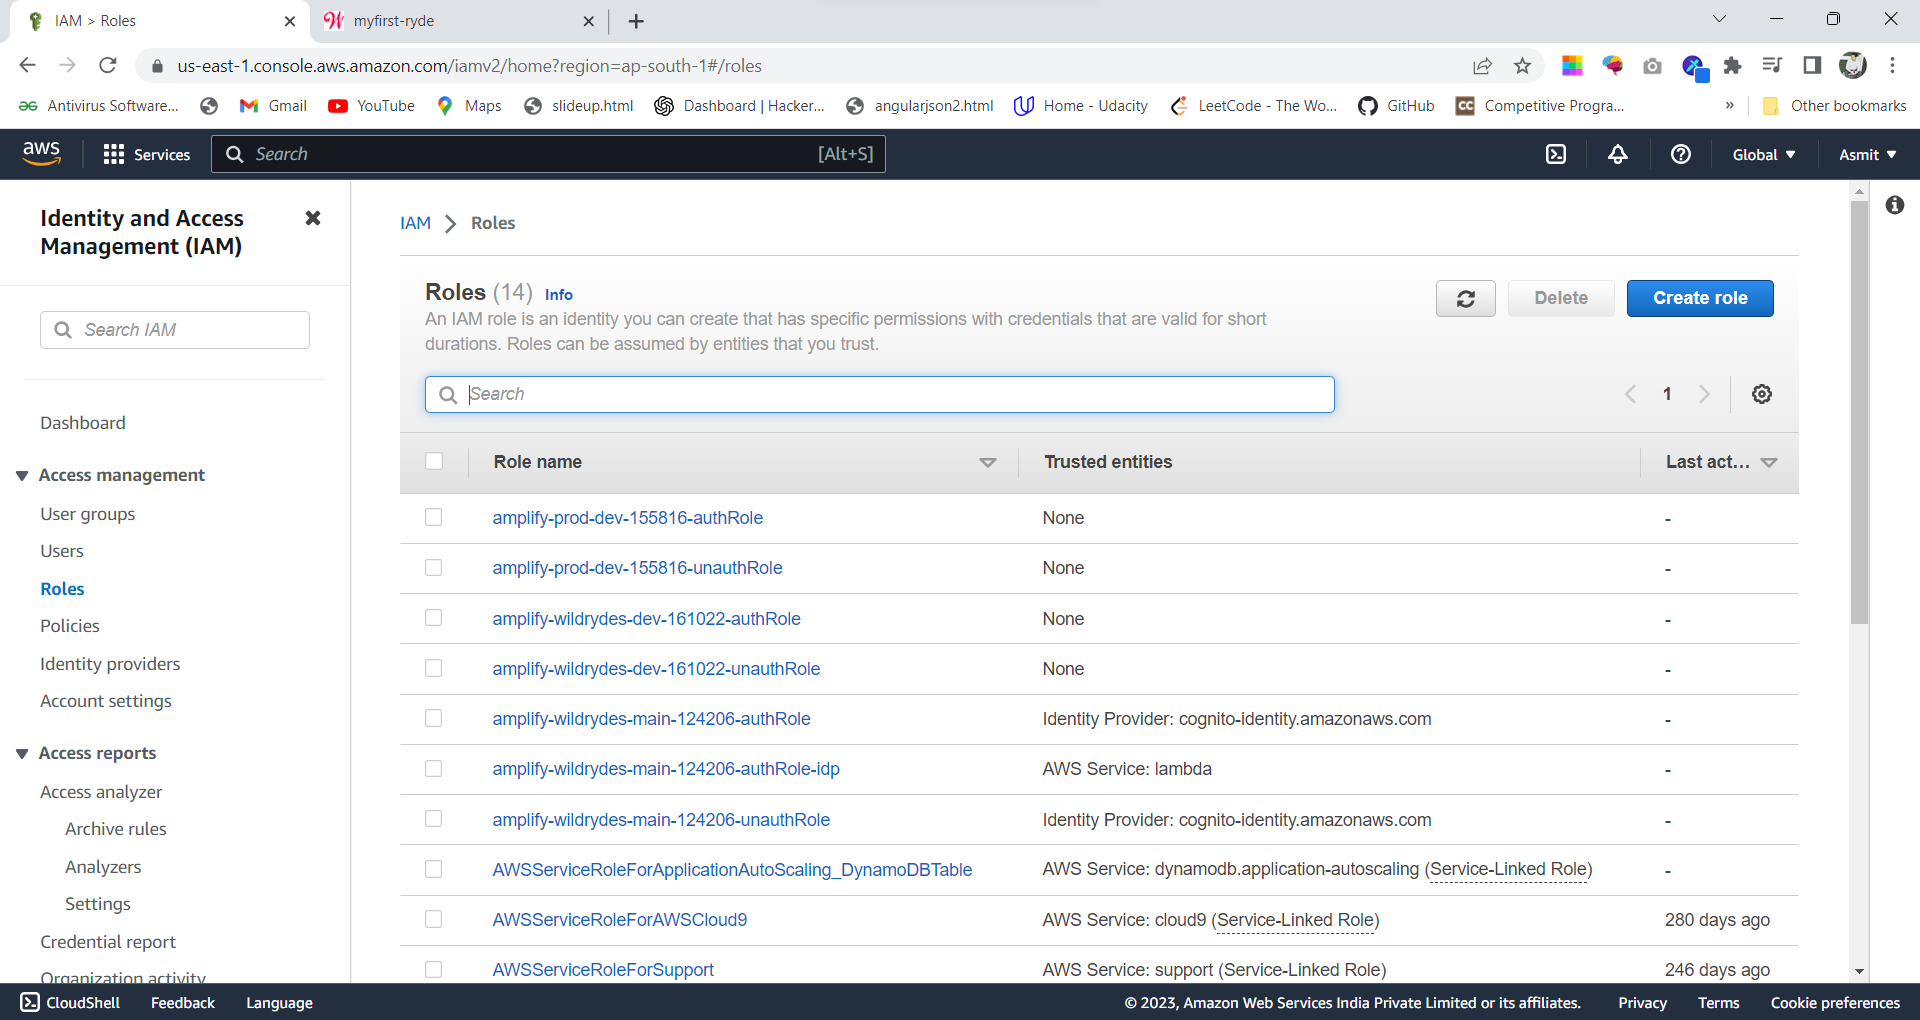 IAM > Roles
myfirst-ryde
us-east-1.console.aws.amazon.com/iamv2/home?region=ap-south-1#/roles
Antivirus Software... Gmail YouTube Maps slideup.html Dashboard | Hacker... angularjson2.html Home - Udacity LeetCode - The Wo... GitHub CC Competitive Progra... » Other bookmarks
aws Services Search [Alt+S] Global Asmit
Identity and Access
Management (IAM)
Search IAM
Dashboard
Access management
User groups
Users
Roles
Policies
Identity providers
Account settings
Access reports
Access analyzer
Archive rules
Analyzers
Settings
Credential report
Organization activity
IAM > Roles
Roles (14) Info
An IAM role is an identity you can create that has specific permissions with credentials that are valid for short
durations. Roles can be assumed by entities that you trust.
Delete
Create role
Search
1
Role name Trusted entities Last act...
amplify-prod-dev-155816-authRole None -
amplify-prod-dev-155816-unauthRole None -
amplify-wildrydes-dev-161022-authRole None -
amplify-wildrydes-dev-161022-unauthRole None -
amplify-wildrydes-main-124206-authRole Identity Provider: cognito-identity.amazonaws.com -
amplify-wildrydes-main-124206-authRole-idp AWS Service: lambda -
amplify-wildrydes-main-124206-unauthRole Identity Provider: cognito-identity.amazonaws.com -
AWSServiceRoleForApplicationAutoScaling_DynamoDBTable AWS Service: dynamodb.application-autoscaling (Service-Linked Role) -
AWSServiceRoleForAWSCloud9 AWS Service: cloud9 (Service-Linked Role) 280 days ago
AWSServiceRoleForSupport AWS Service: support (Service-Linked Role) 246 days ago
CloudShell Feedback Language © 2023, Amazon Web Services India Private Limited or its affiliates. Privacy Terms Cookie preferences